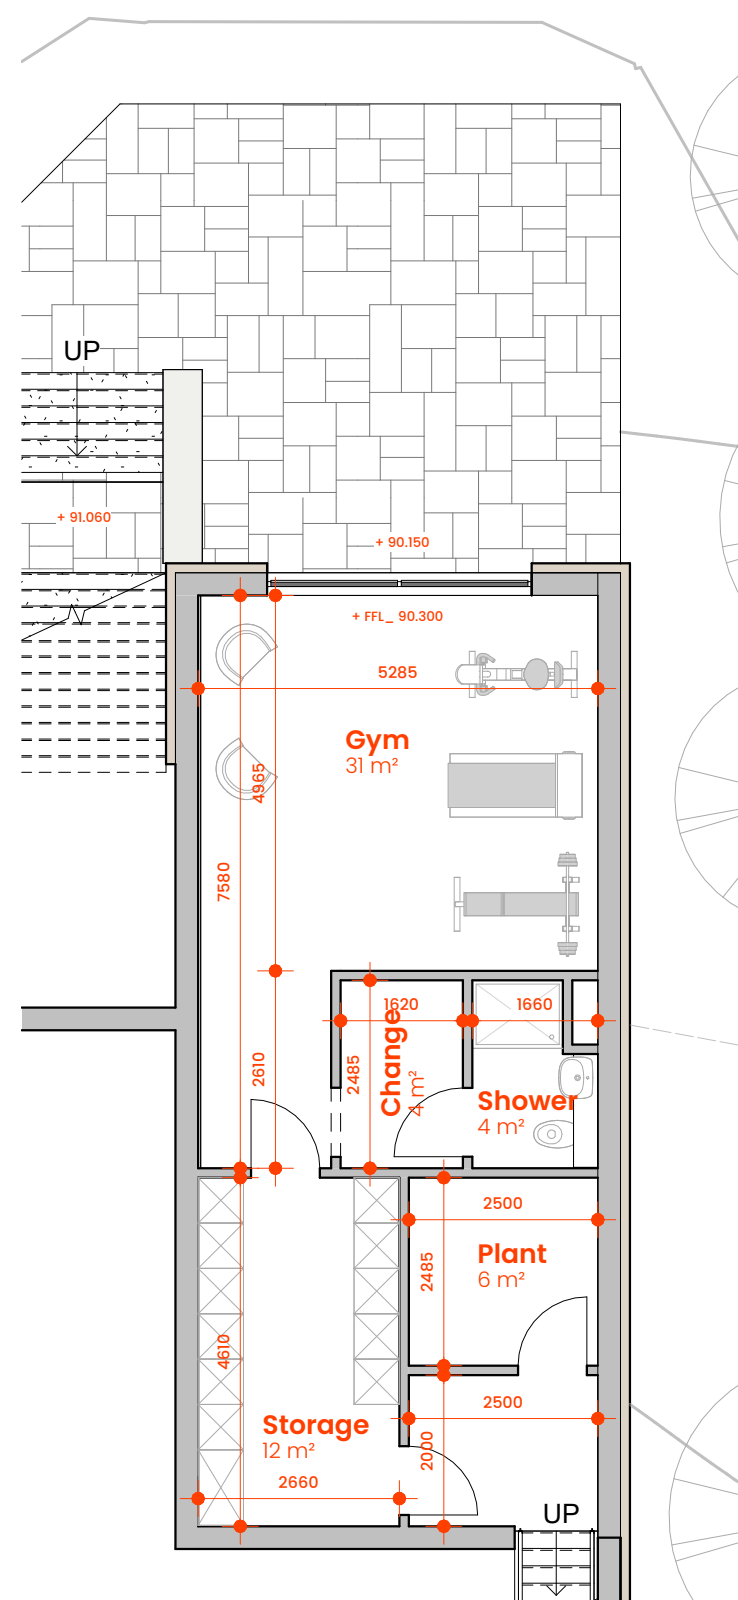 UP
+ 91.060
+ 90.150
+ FFL_ 90.300
5285
Gym
31 m²
4965
7580
1620
1660
Change
4 m²
2485
2610
Shower
4 m²
2500
Plant
6 m²
2485
4610
2500
Storage
12 m²
2000
2660
UP